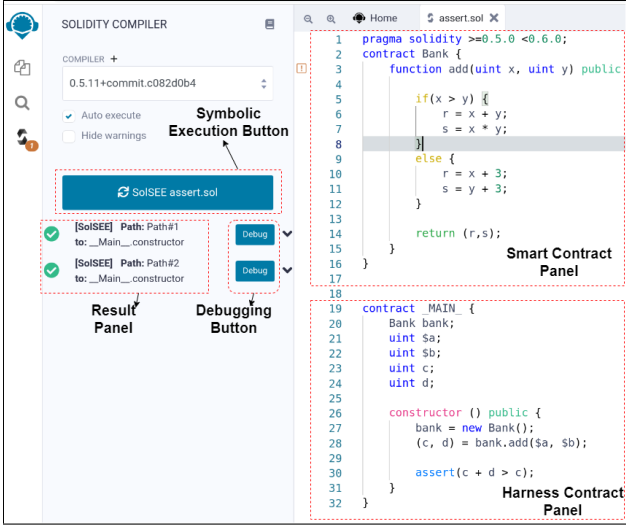 SOLIDITY COMPILER
COMPILER +
0.5.11+commit.c082d0b4
Auto execute
Hide warnings
Symbolic
Execution Button
SolSEE assert.sol
[SolSEE] Path: Path#1
to: __Main__.constructor
Debug
[SolSEE] Path: Path#2
to: __Main__.constructor
Debug
Result
Panel
Debugging
Button
1
Home
assert.sol
1 pragma solidity >=0.5.0 <0.6.0;
2 contract Bank {
3 function add(uint x, uint y) public
4
5 if(x > y) {
6 r = x + y;
7 s = x * y;
8 }
9 else {
10 r = x + 3;
11 s = y + 3;
12 }
13
14 return (r,s);
15 }
16 }
17
Smart Contract
Panel
18
19 contract _MAIN_ {
20 Bank bank;
21 uint $a;
22 uint $b;
23 uint c;
24 uint d;
25
26 constructor () public {
27 bank = new Bank();
28 (c, d) = bank.add($a, $b);
29
30 assert(c + d > c);
31 }
32 }
Harness Contract
Panel